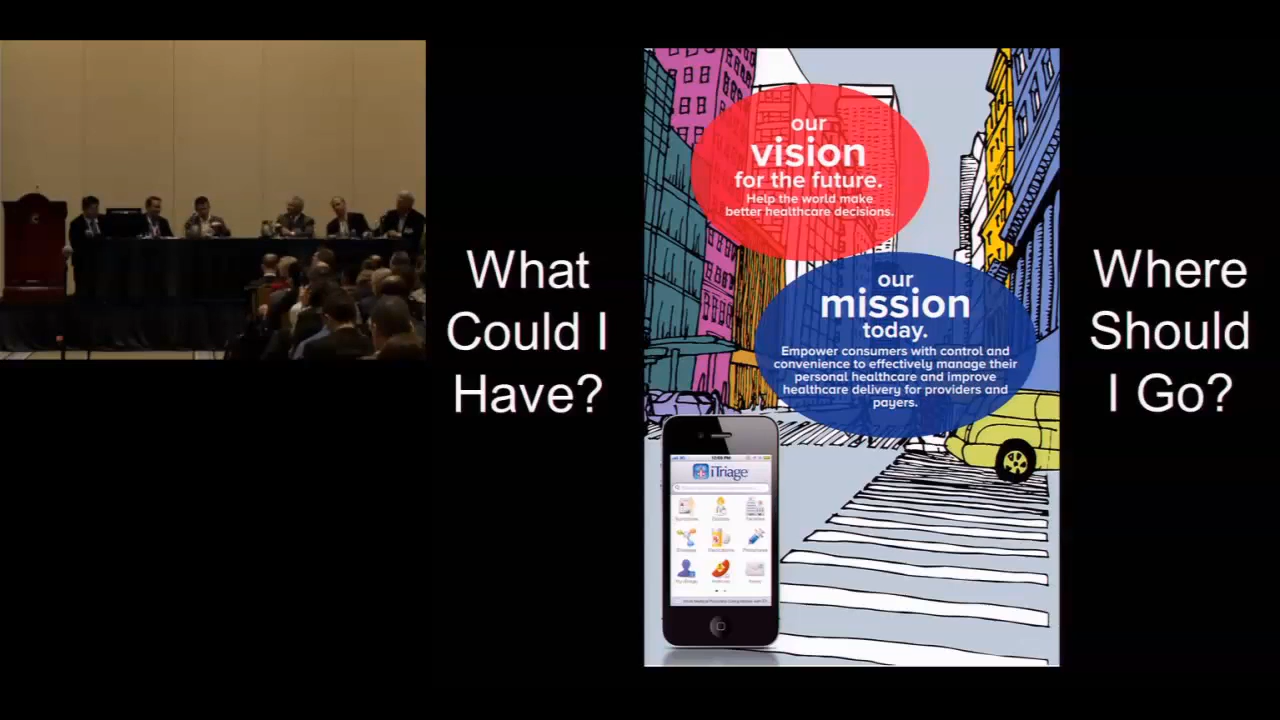 What
Could I
Have?
our
vision
for the future.
Help the world make
better healthcare decisions.
our
mission
today.
Empower consumers with control and
convenience to effectively manage their
personal healthcare and improve
healthcare delivery for providers and
payers.
iTriage
Where
Should
I Go?